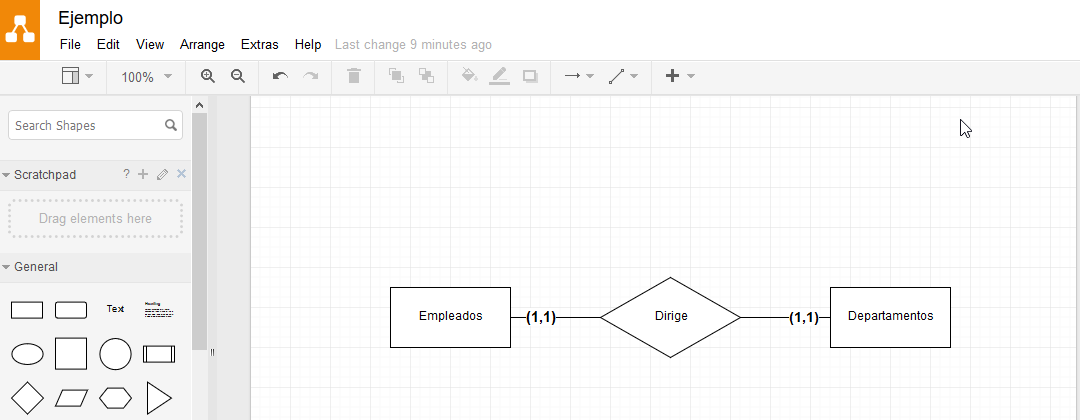 Ejemplo
File Edit View Arrange Extras Help Last change 9 minutes ago
100%
Search Shapes
Scratchpad ?
Drag elements here
General
Text
Heading
Empleados (1,1) Dirige (1,1) Departamentos